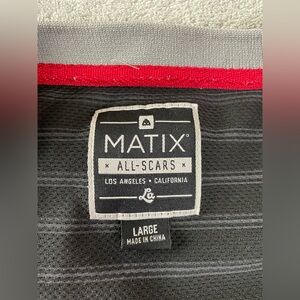 MATIX
× ALL-SCARS ×
LOS ANGELES • CALIFORNIA
LARGE
MADE IN CHINA